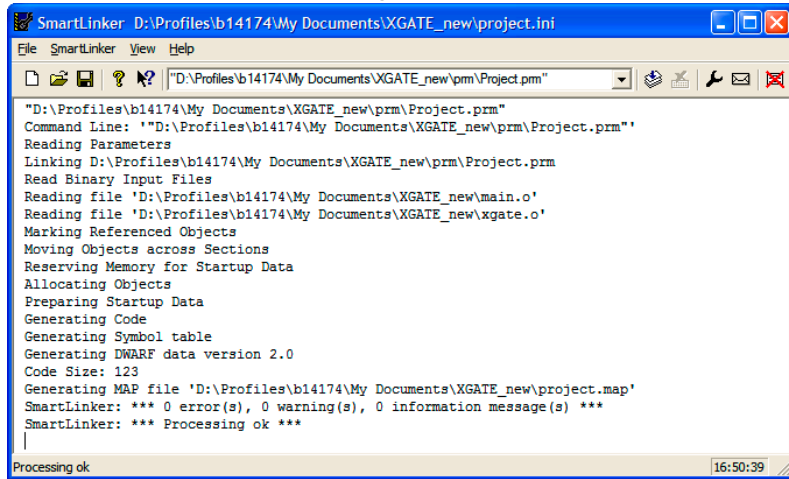 SmartLinker D:\Profiles\b14174\My Documents\XGATE_new\project.ini
File SmartLinker View Help
"D:\Profiles\b14174\My Documents\XGATE_new\prm\Project.prm"
"D:\Profiles\b14174\My Documents\XGATE_new\prm\Project.prm"
Command Line: '"D:\Profiles\b14174\My Documents\XGATE_new\prm\Project.prm"'
Reading Parameters
Linking D:\Profiles\b14174\My Documents\XGATE_new\prm\Project.prm
Read Binary Input Files
Reading file 'D:\Profiles\b14174\My Documents\XGATE_new\main.o'
Reading file 'D:\Profiles\b14174\My Documents\XGATE_new\xgate.o'
Marking Referenced Objects
Moving Objects across Sections
Reserving Memory for Startup Data
Allocating Objects
Preparing Startup Data
Generating Code
Generating Symbol table
Generating DWARF data version 2.0
Code Size: 123
Generating MAP file 'D:\Profiles\b14174\My Documents\XGATE_new\project.map'
SmartLinker: *** 0 error(s), 0 warning(s), 0 information message(s) ***
SmartLinker: *** Processing ok ***
Processing ok 16:50:39